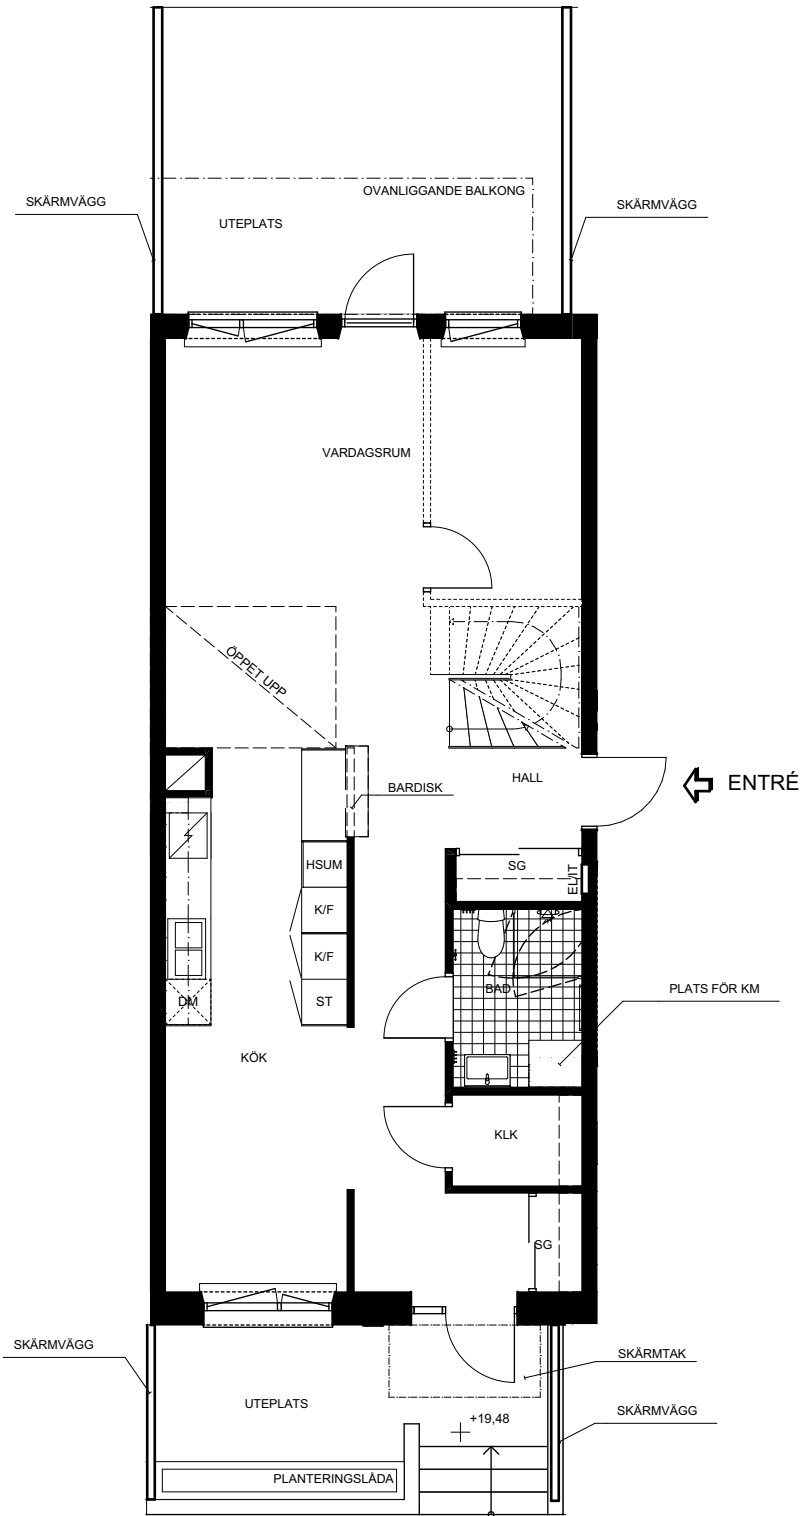 OVANLIGGANDE BALKONG
SKÄRMVÄGG
SKÄRMVÄGG
UTEPLATS
VARDAGSRUM
ÖPPET UPP
HALL
ENTRÉ
BARDISK
HSUM
SG
EL/IT
K/F
K/F
BAD
PLATS FÖR KM
DM
ST
KÖK
KLK
SG
SKÄRMVÄGG
SKÄRMTAK
UTEPLATS
SKÄRMVÄGG
+19,48
PLANTERINGSLÅDA